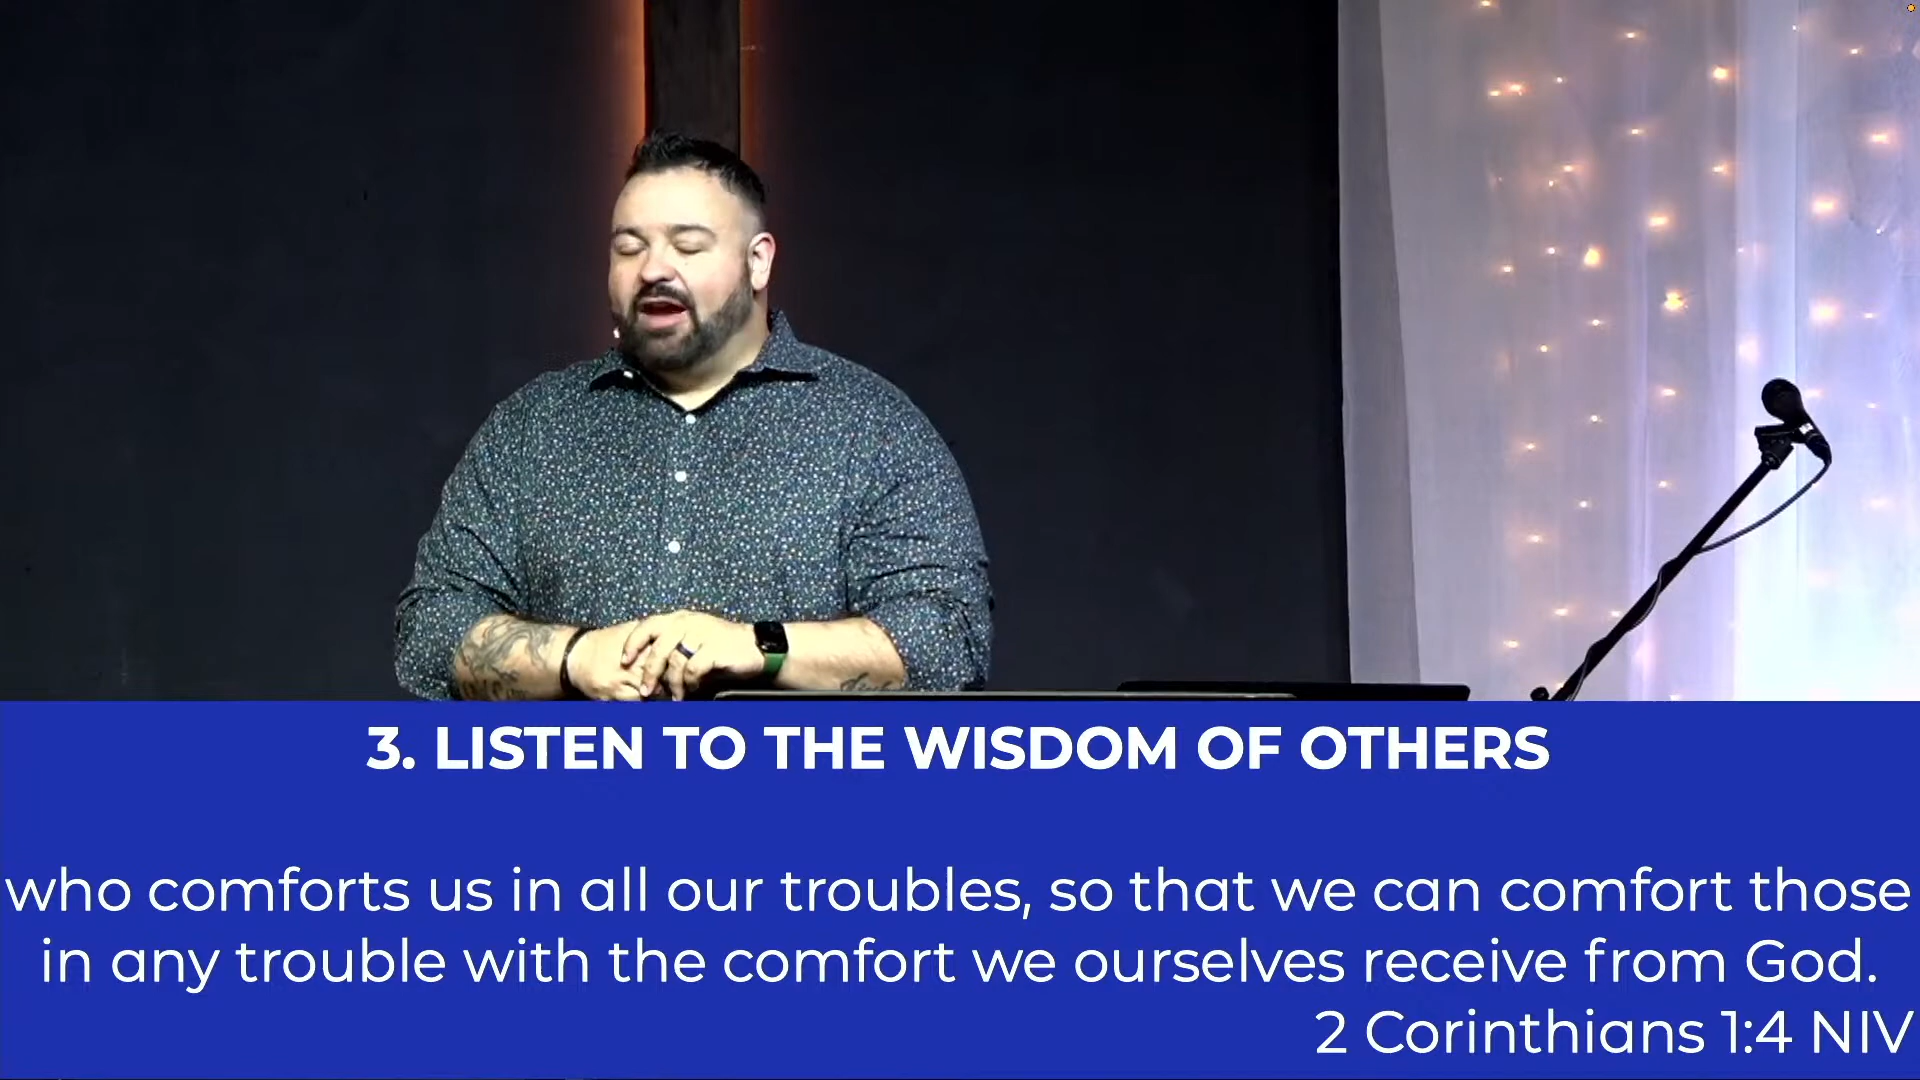 3. LISTEN TO THE WISDOM OF OTHERS
who comforts us in all our troubles, so that we can comfort those
in any trouble with the comfort we ourselves receive from God.
2 Corinthians 1:4 NIV